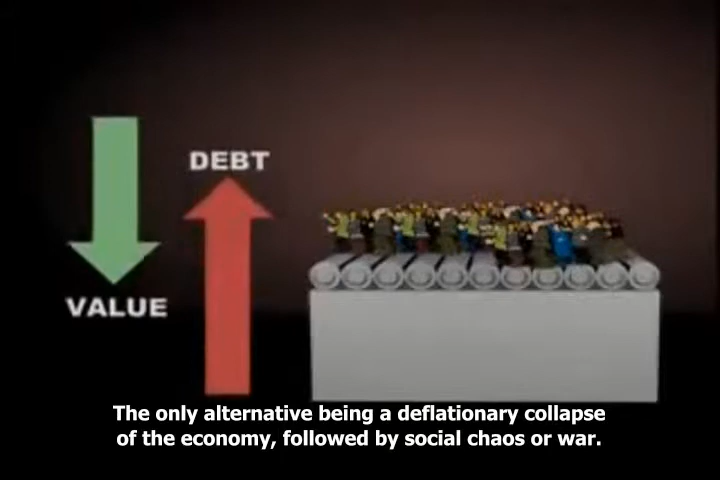 DEBT
VALUE
The only alternative being a deflationary collapse
of the economy, followed by social chaos or war.